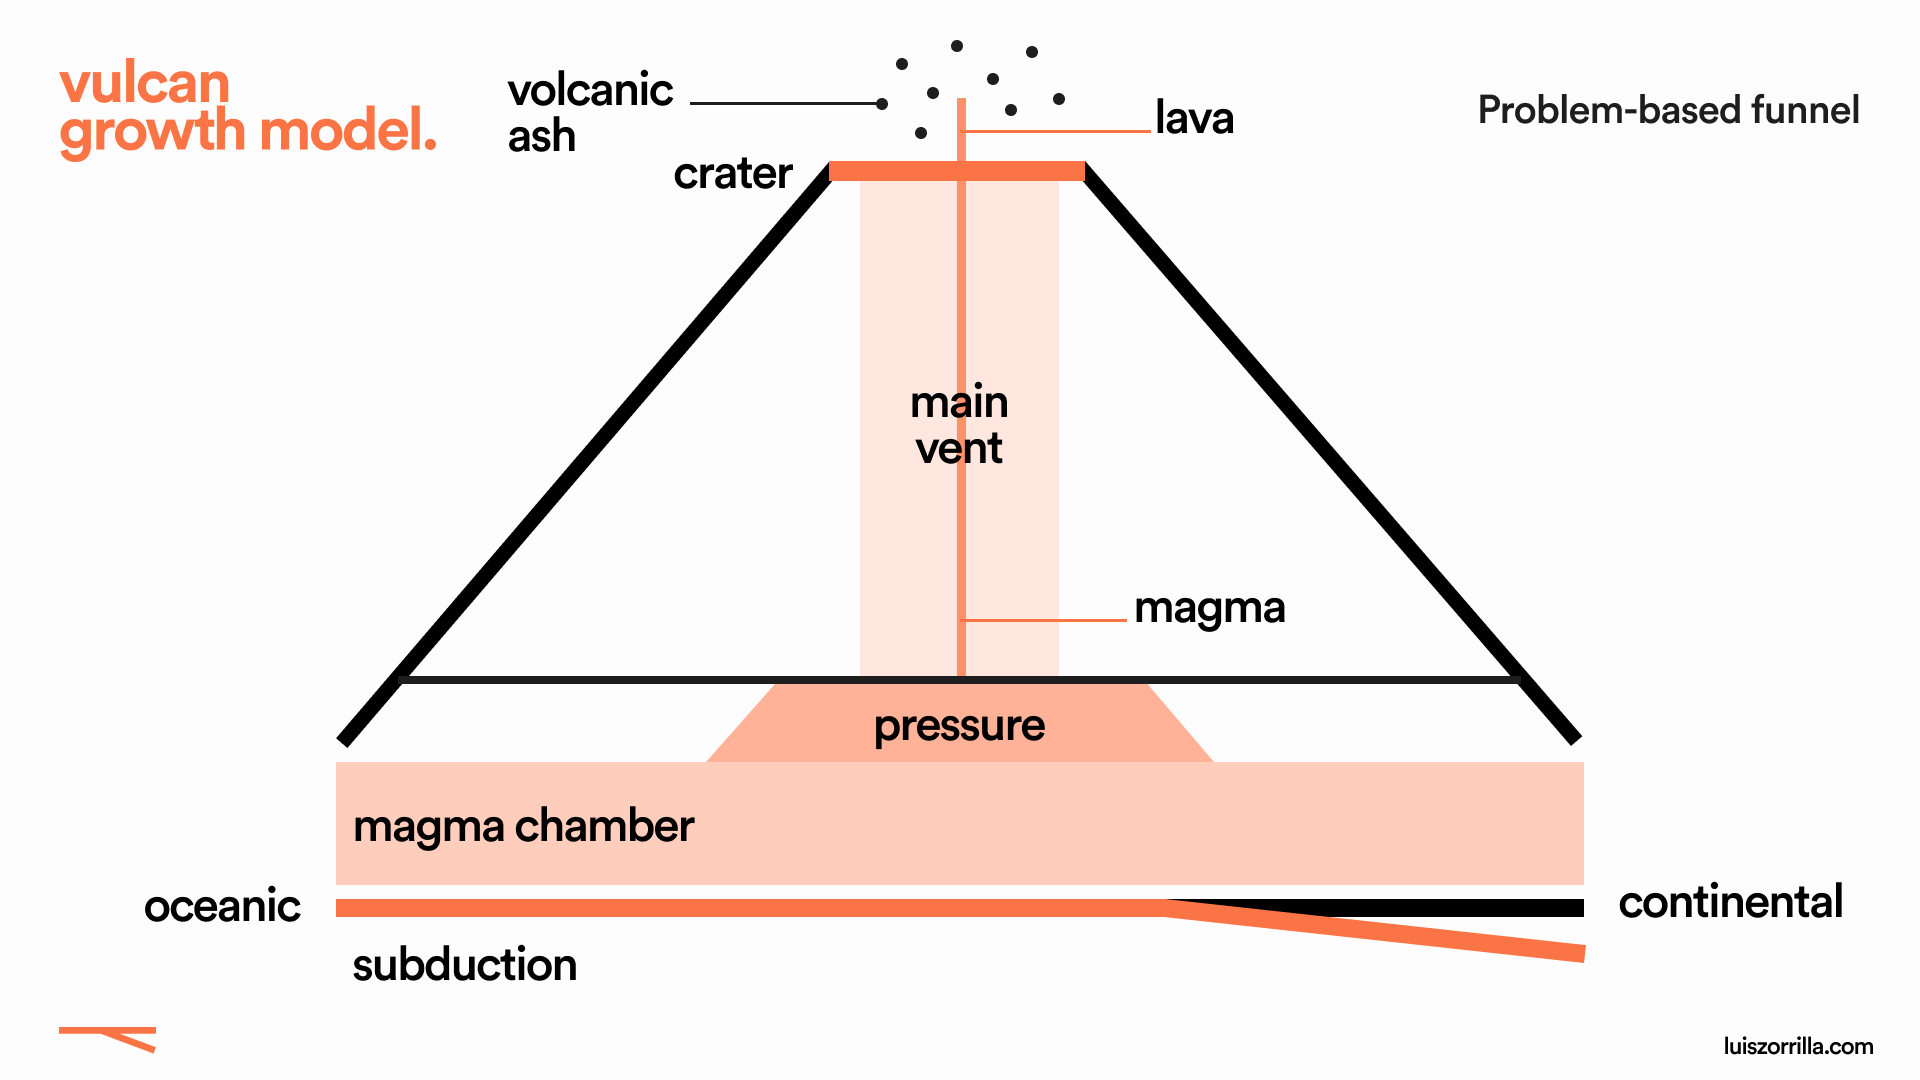 vulcan
growth model.
volcanic
ash
lava
Problem-based funnel
crater
main
vent
magma
pressure
magma chamber
oceanic
continental
subduction
luiszorrilla.com